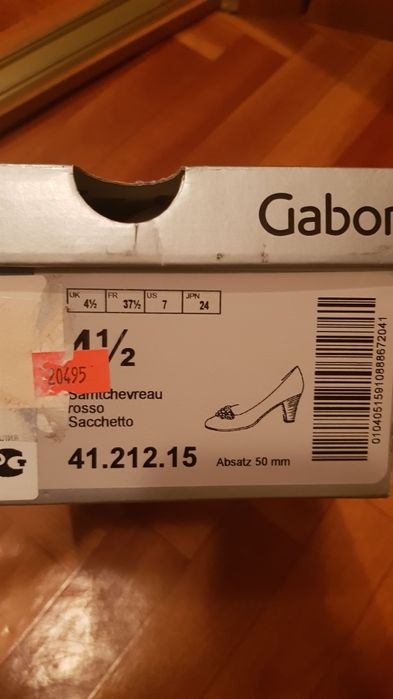 Gabor
UK 4½ FR 37½ US 7 JPN 24
4½
20495
Samtchevreau
rosso
Sacchetto
41.212.15
Absatz 50 mm
01040515910888672041